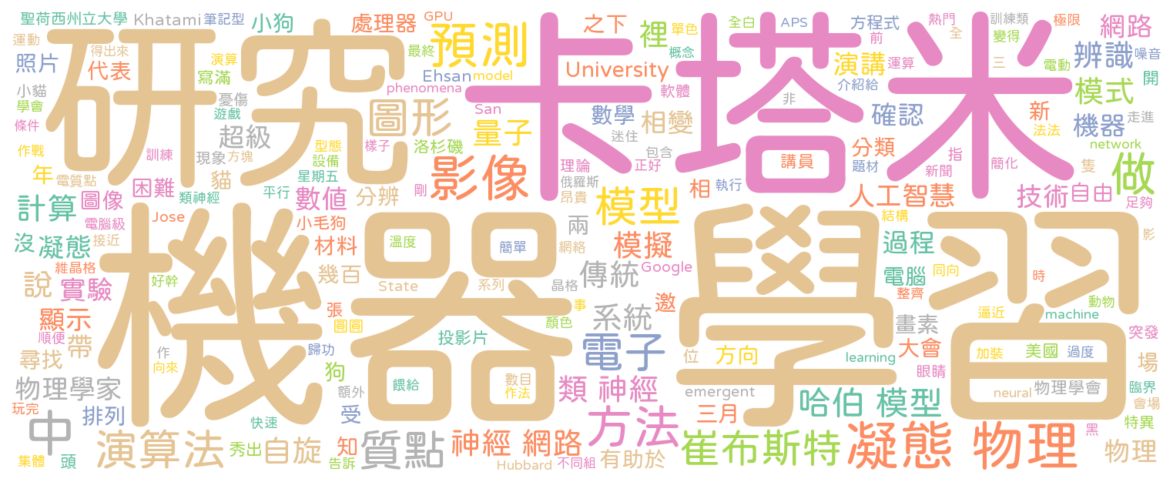 聖荷西州立大學 Khatami 筆記型 小狗 處理器 GPU 之下 單色 全白 APS 方程式 熱門 訓練類 極限
運動 得出來 演算 最終 預測 裡 概念 前 全 變得 網路
照片 代表 寫滿 Ehsan model University 演講 運算 三 電動 辨識 噪音
研究 卡塔米
小貓 憂傷 圖形 phenomena 軟體 介紹給 開
學會 遊戲 San 數學 非 確認 新 模式
條件 超級 型態 量子 迷住 相變 法法 機器 走進
作戰 訓練 現象 方塊 設備 樣子 洛杉磯 包含 講員 分類 指 network
年 電質點 貓 星期五 影像 理論 正好 題材 新聞 簡化 隻
困難 平行 剛 俄羅斯 相 執行 做
計算 圖像 類神經 數值 分辨 昂貴 模型 人工智慧 技術 自由 足夠
電腦級 Jose 小毛狗 兩 結構 影
沒 凝態 接近 材料 溫度 簡單 網格 模擬 過程
機器 學習
說 維晶格 好幹 幾百 傳統 Google 電腦 同向 時
實驗 State 系列 晶格 整齊 逼近 動物
顯示 張 事 邀 畫素 machine
順便 圓圈 顏色 系統 突發
尋找 帶 作 歸功 投影片 電子 位 方向 learning 大會 加裝 美國 過度 場
向來 狗 眼睛 臨界
物理學家 額外 餵給 數目 類 神經 emergent neural 物理學會
玩完 排列 快速 受 作法 三月 哈伯 模型 會場
中 方法 特異
演算法 秀出 自旋 知 質點 神經 網路 崔布斯特 凝態 物理 黑 物理
集體 頭 告訴 Hubbard 不同組 有助於